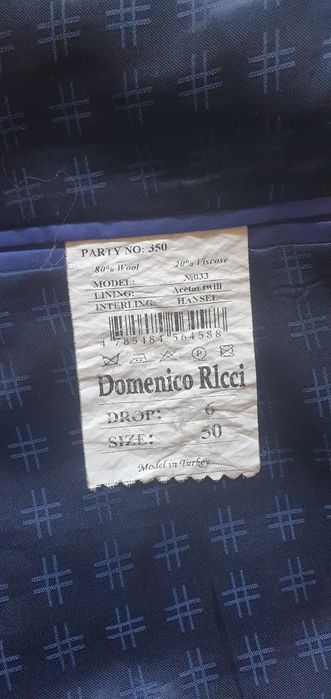 PARTY NO: 350
80% Wool 20% Viscose
MODEL: №033
LINING: Acetat twill
INTERLING: HANSEL
4 785484 564588
Domenico RIcci
DROP: 6
SIZE: 50
Model in Turkey